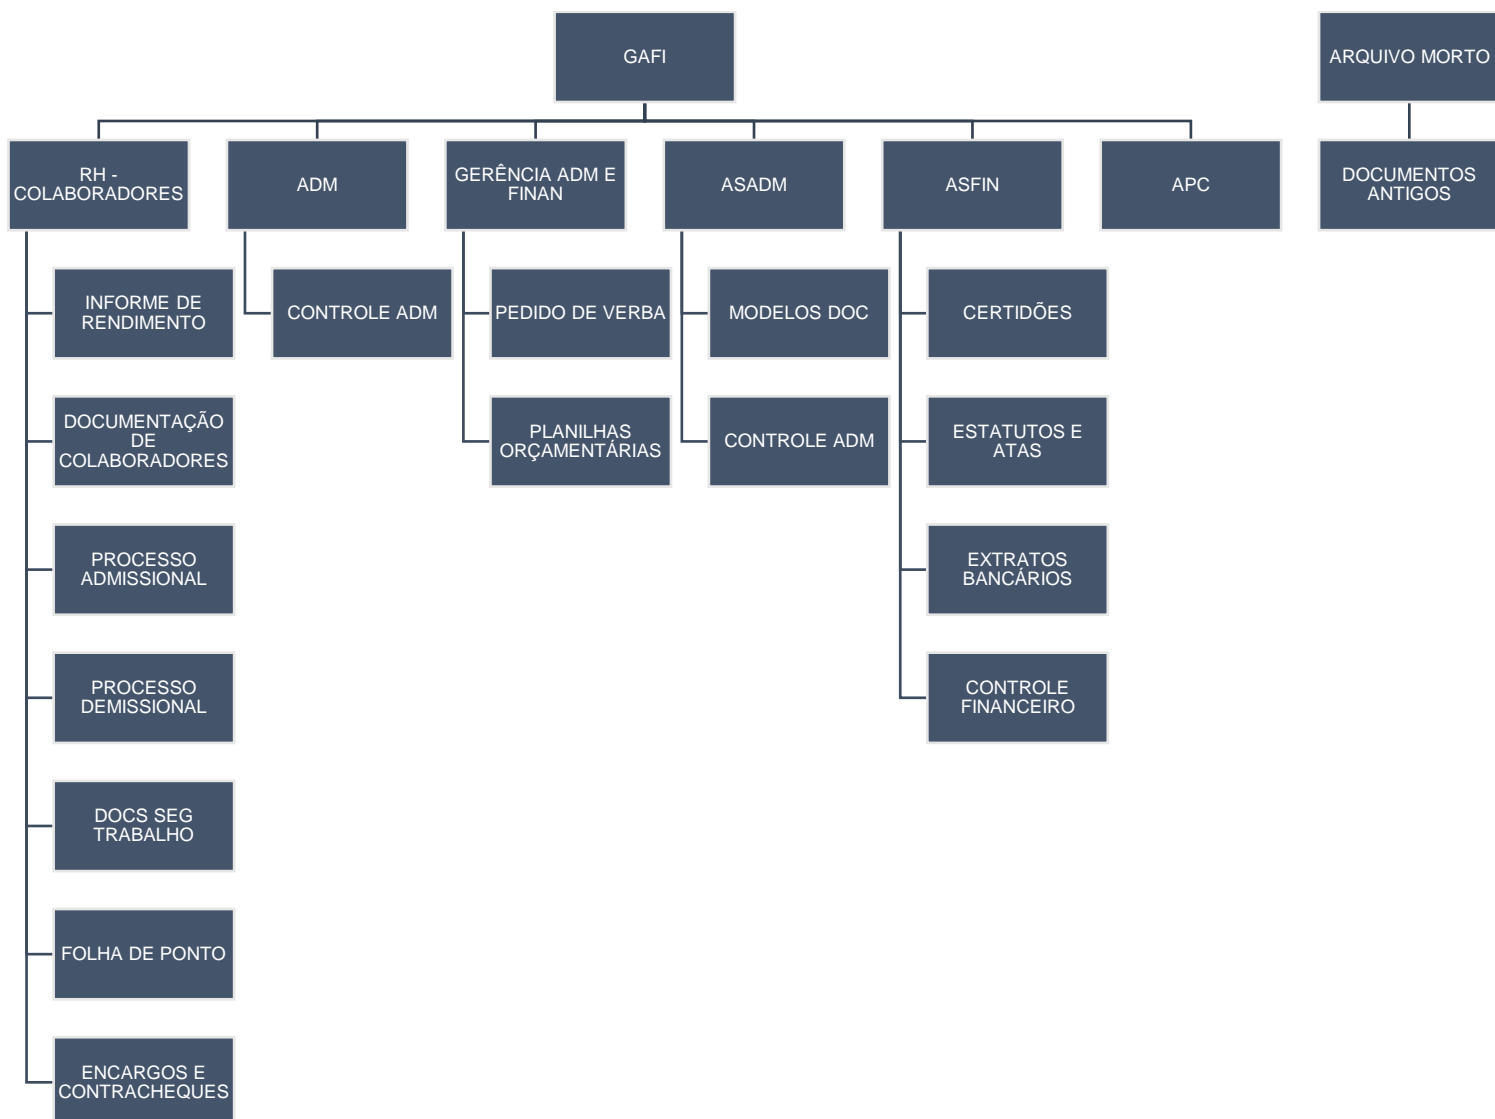 GAFI
ARQUIVO MORTO
RH -
COLABORADORES
ADM
GERÊNCIA ADM E
FINAN
ASADM
ASFIN
APC
DOCUMENTOS
ANTIGOS
INFORME DE
RENDIMENTO
CONTROLE ADM
PEDIDO DE VERBA
MODELOS DOC
CERTIDÕES
DOCUMENTAÇÃO
DE
COLABORADORES
PLANILHAS
ORÇAMENTÁRIAS
CONTROLE ADM
ESTATUTOS E
ATAS
PROCESSO
ADMISSIONAL
EXTRATOS
BANCÁRIOS
PROCESSO
DEMISSIONAL
CONTROLE
FINANCEIRO
DOCS SEG
TRABALHO
FOLHA DE PONTO
ENCARGOS E
CONTRACHEQUES